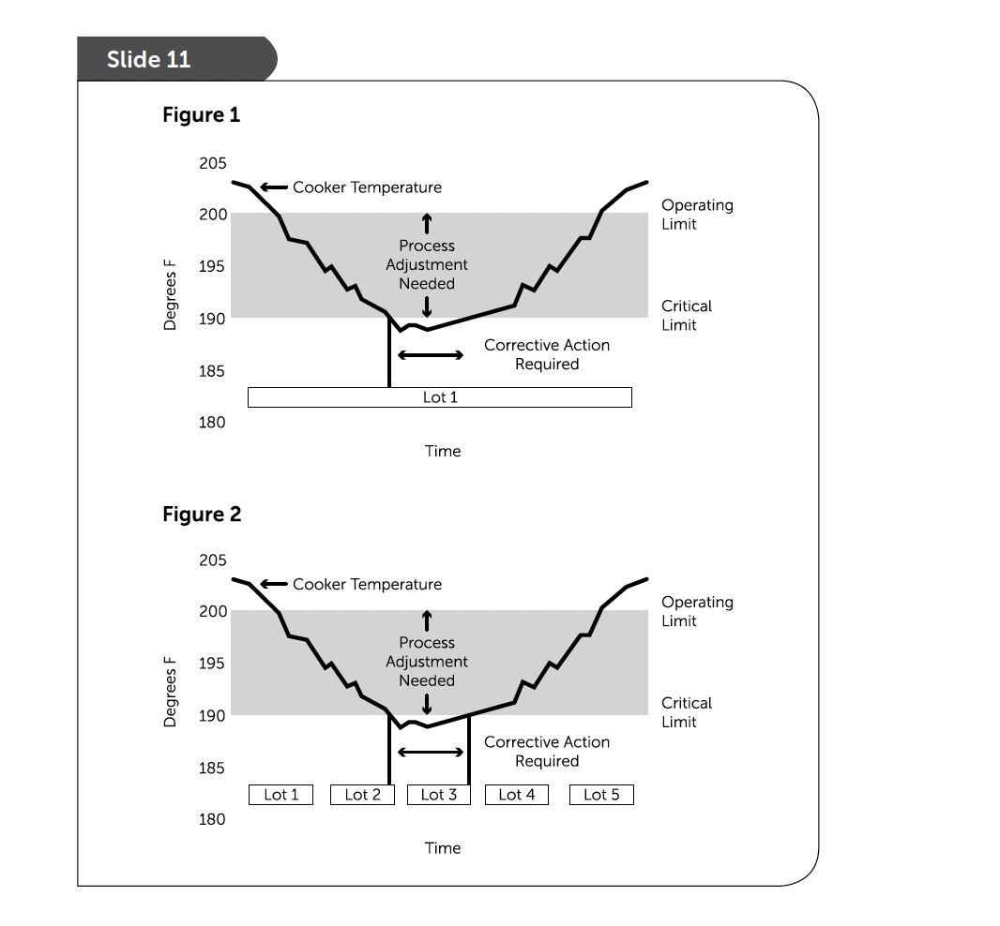 Slide 11
Figure 1
205
Cooker Temperature
200
Operating
Limit
Process
Adjustment
Needed
195
Degrees F
190
Critical
Limit
Corrective Action
Required
185
Lot 1
180
Time
Figure 2
205
Cooker Temperature
200
Operating
Limit
Process
Adjustment
Needed
195
Degrees F
190
Critical
Limit
Corrective Action
Required
185
Lot 1 Lot 2 Lot 3 Lot 4 Lot 5
180
Time